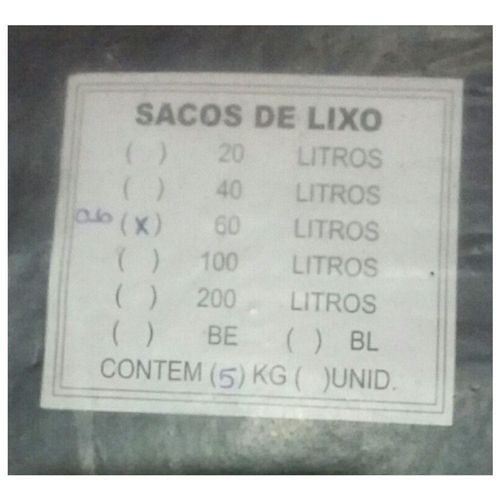 SACOS DE LIXO
( ) 20 LITROS
( ) 40 LITROS
(X) 60 LITROS
( ) 100 LITROS
( ) 200 LITROS
( ) BE ( ) BL
CONTEM (5) KG ( )UNID.